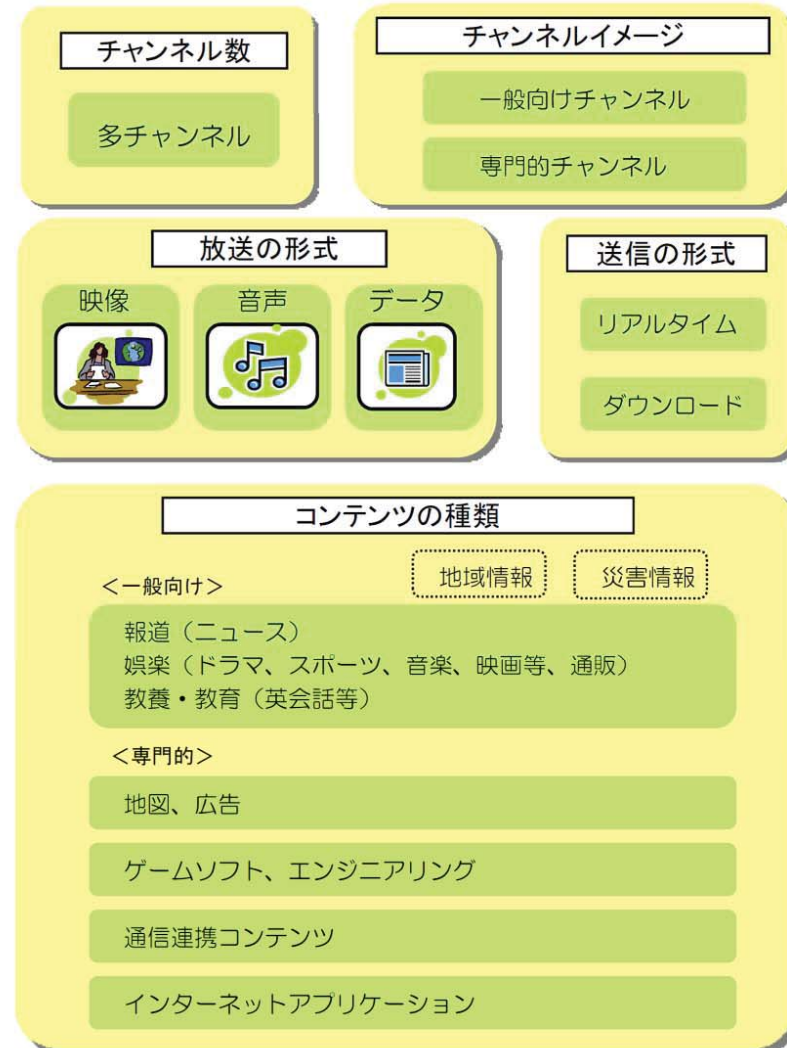 チャンネル数
多チャンネル
チャンネルイメージ
一般向けチャンネル
専門的チャンネル
放送の形式
映像
音声
データ
送信の形式
リアルタイム
ダウンロード
コンテンツの種類
地域情報
災害情報
＜一般向け＞
報道（ニュース）
娯楽（ドラマ、スポーツ、音楽、映画等、通販）
教養・教育（英会話等）
＜専門的＞
地図、広告
ゲームソフト、エンジニアリング
通信連携コンテンツ
インターネットアプリケーション